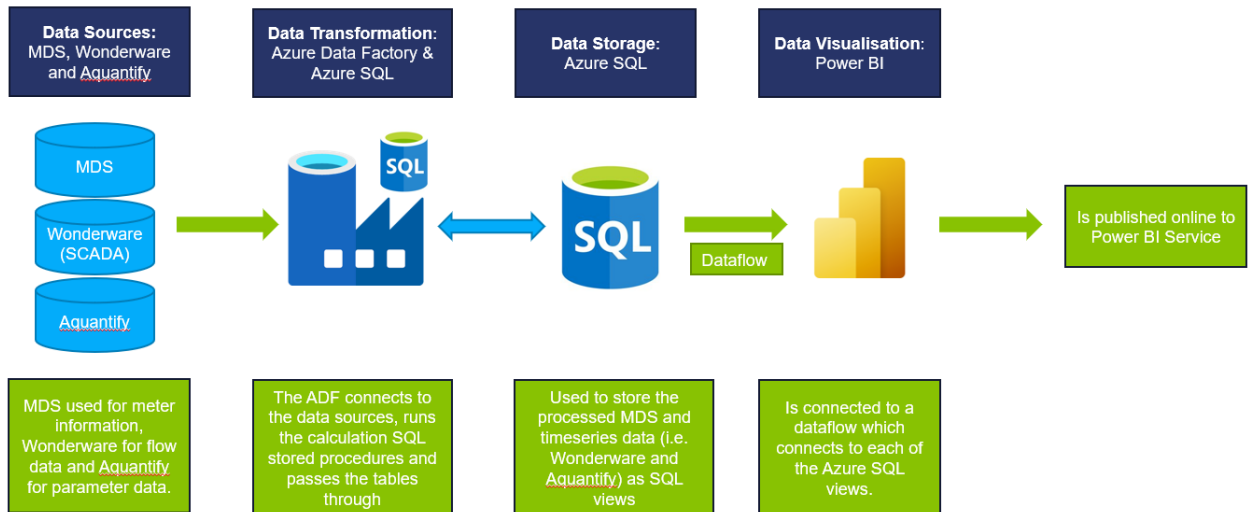 Data Sources:
MDS, Wonderware
and Aquantify
Data Transformation:
Azure Data Factory &
Azure SQL
Data Storage:
Azure SQL
Data Visualisation:
Power BI
MDS
Wonderware
(SCADA)
Aquantify
SQL
SQL
Dataflow
Is published online to
Power BI Service
MDS used for meter
information,
Wonderware for flow
data and Aquantify
for parameter data.
The ADF connects to
the data sources, runs
the calculation SQL
stored procedures and
passes the tables
through
Used to store the
processed MDS and
timeseries data (i.e.
Wonderware and
Aquantify) as SQL
views
Is connected to a
dataflow which
connects to each of
the Azure SQL
views.